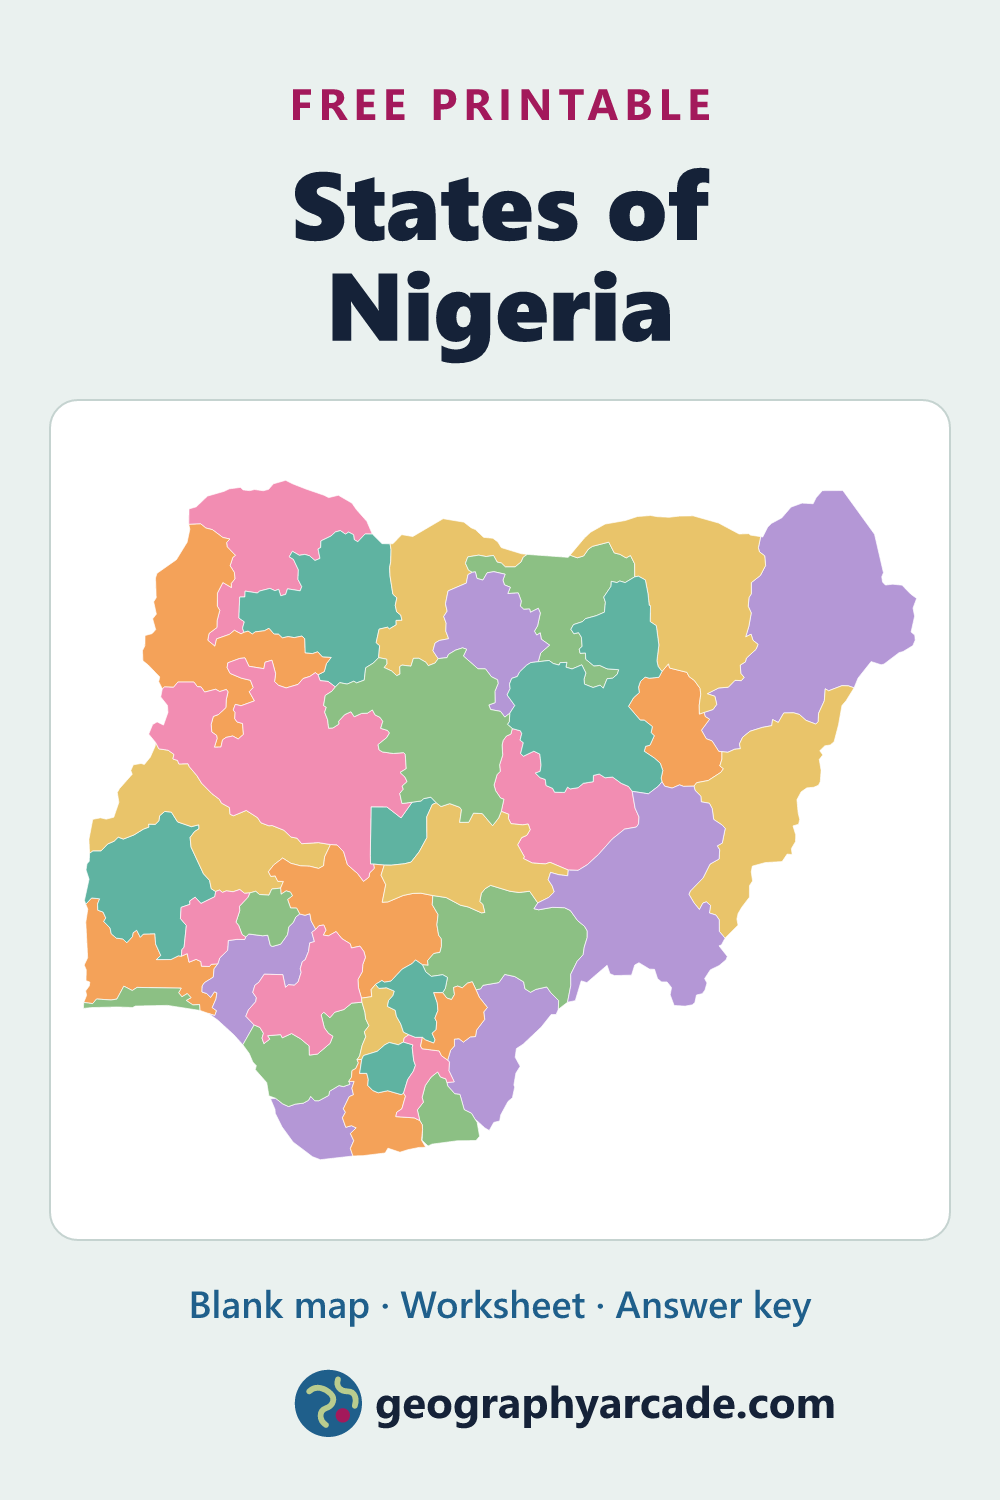 FREE PRINTABLE
States of
Nigeria
Blank map · Worksheet · Answer key
geographyarcade.com